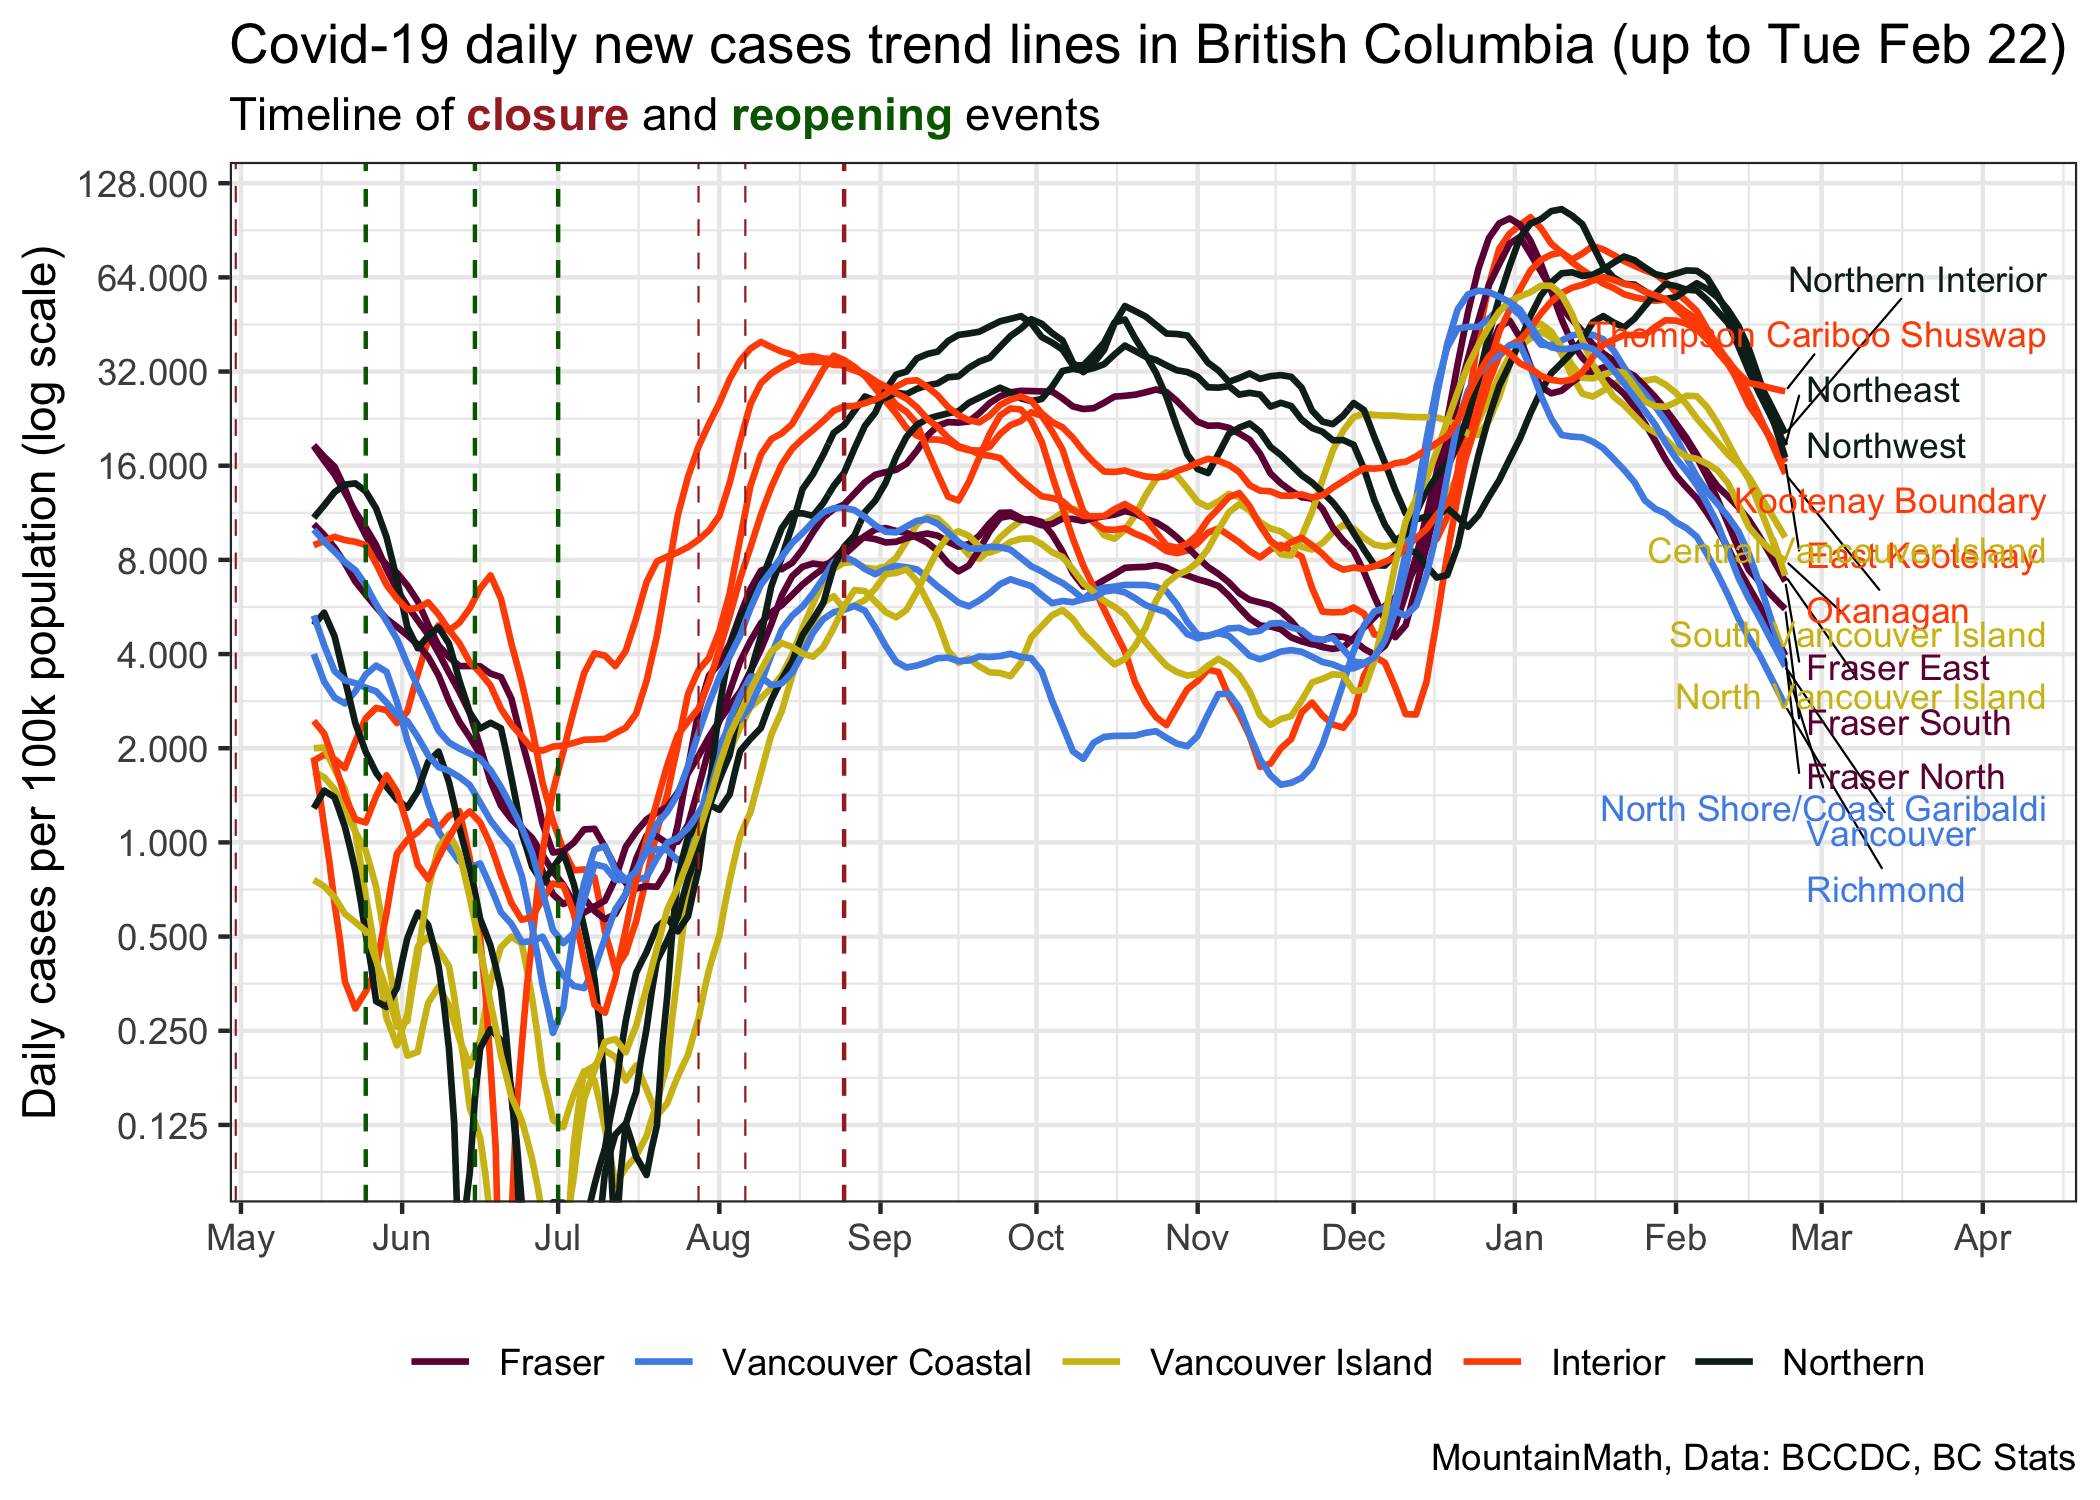 Covid-19 daily new cases trend lines in British Columbia (up to Tue Feb 22)
Timeline of closure and reopening events
Daily cases per 100k population (log scale)
128.000
64.000
32.000
16.000
8.000
4.000
2.000
1.000
0.500
0.250
0.125
Northern Interior
Thompson Cariboo Shuswap
Northeast
Northwest
Kootenay Boundary
Central Vancouver Island
East Kootenay
Okanagan
South Vancouver Island
Fraser East
North Vancouver Island
Fraser South
Fraser North
North Shore/Coast Garibaldi
Vancouver
Richmond
May Jun Jul Aug Sep Oct Nov Dec Jan Feb Mar Apr
Fraser Vancouver Coastal Vancouver Island Interior Northern
MountainMath, Data: BCCDC, BC Stats